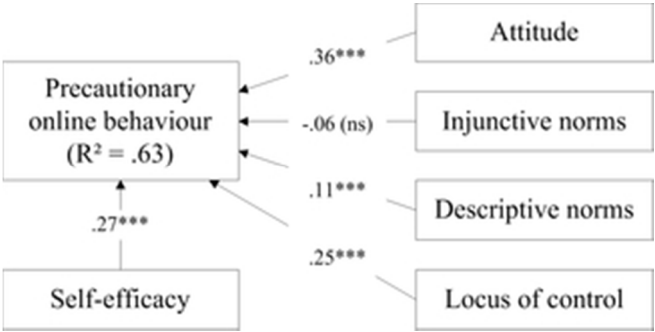 Attitude
.36***
Precautionary
online behaviour
(R² = .63)
-.06 (ns)
Injunctive norms
.11***
Descriptive norms
.27***
.25***
Self-efficacy
Locus of control